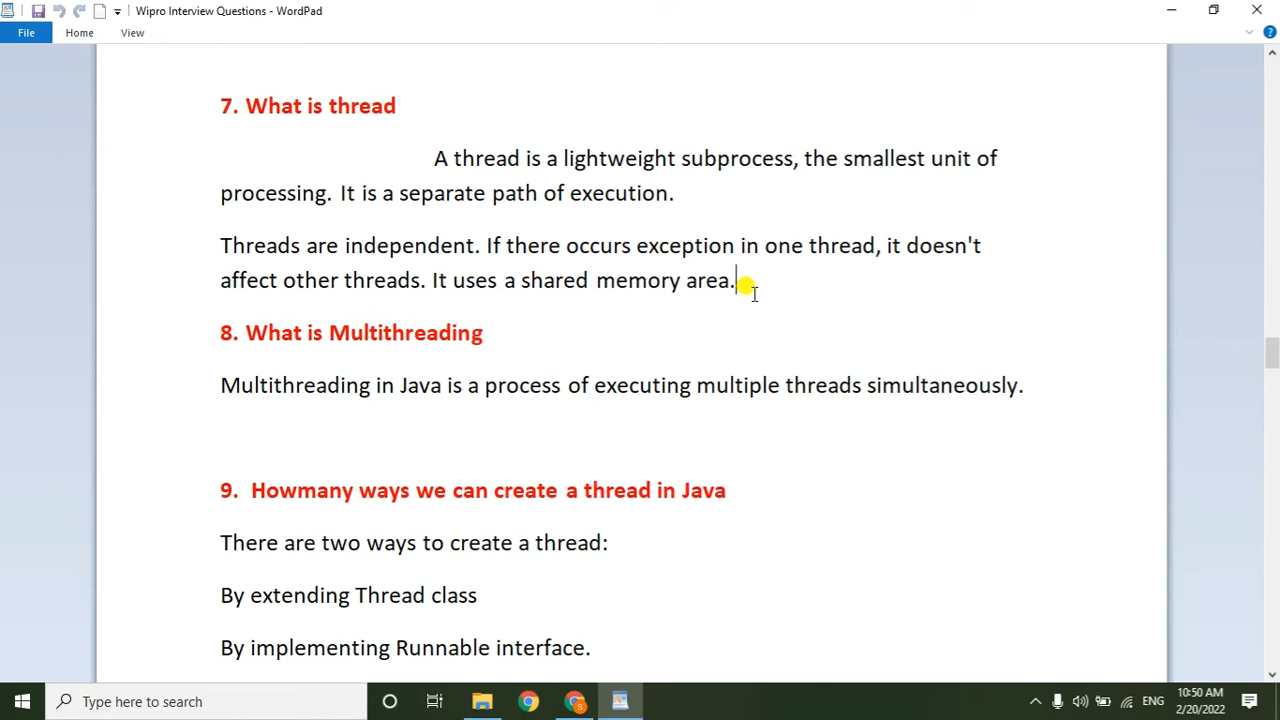 Wipro Interview Questions - WordPad
File Home View
7. What is thread
A thread is a lightweight subprocess, the smallest unit of
processing. It is a separate path of execution.
Threads are independent. If there occurs exception in one thread, it doesn't
affect other threads. It uses a shared memory area.
8. What is Multithreading
Multithreading in Java is a process of executing multiple threads simultaneously.
9.  Howmany ways we can create a thread in Java
There are two ways to create a thread:
By extending Thread class
By implementing Runnable interface.
Type here to search
ENG
10:50 AM
2/20/2022